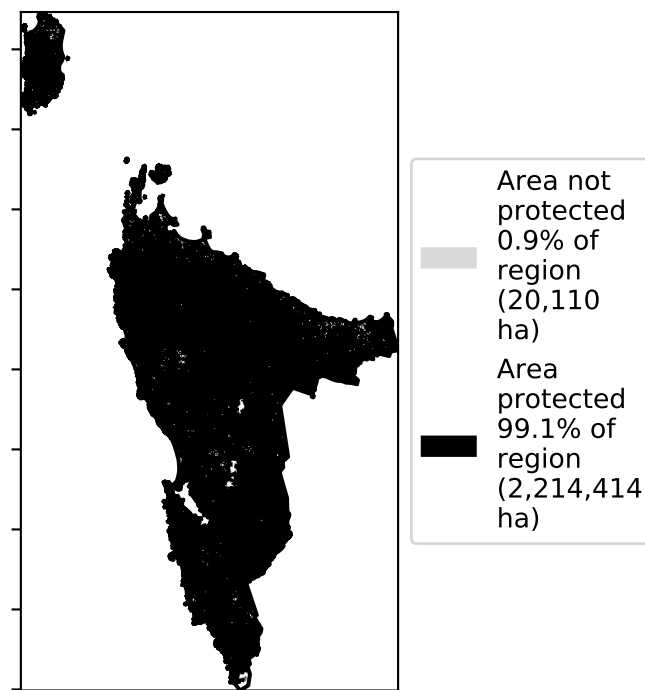 Area not
protected
0.9% of
region
(20,110
ha)
Area
protected
99.1% of
region
(2,214,414
ha)